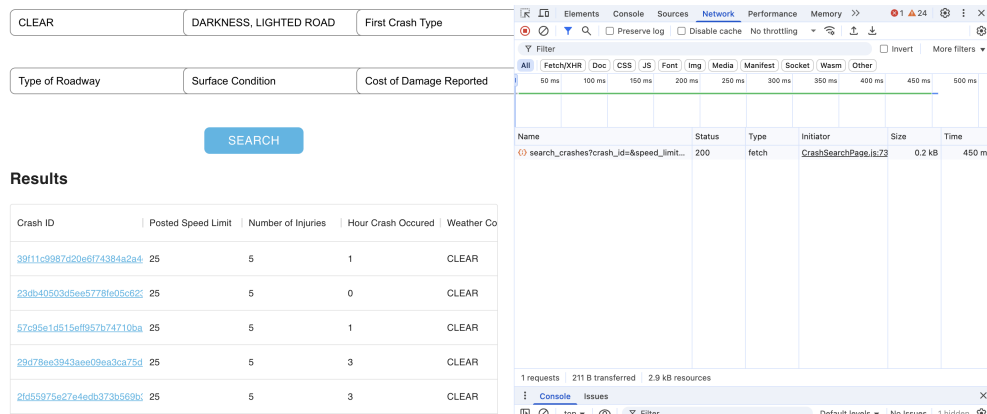 CLEAR
DARKNESS, LIGHTED ROAD
First Crash Type
Type of Roadway
Surface Condition
Cost of Damage Reported
SEARCH
Results
Crash ID Posted Speed Limit Number of Injuries Hour Crash Occured Weather Co
39f11c9987d20e6f74384a2a4 25 5 1 CLEAR
23db40503d5ee5778fe05c623 25 5 0 CLEAR
57c95e1d515eff957b74710ba 25 5 1 CLEAR
29d78ee3943aee09ea3ca75d 25 5 3 CLEAR
2fd55975e27e4edb373b569b 25 5 3 CLEAR
Elements Console Sources Network Performance Memory 1 24
Preserve log Disable cache No throttling
Filter Invert More filters
All Fetch/XHR Doc CSS JS Font Img Media Manifest Socket Wasm Other
50 ms 100 ms 150 ms 200 ms 250 ms 300 ms 350 ms 400 ms 450 ms 500 ms
Name Status Type Initiator Size Time
search_crashes?crash_id=&speed_limit... 200 fetch CrashSearchPage.js:73 0.2 kB 450 m
1 requests 211 B transferred 2.9 kB resources
Console Issues
top Filter Default levels No Issues 1 hidden